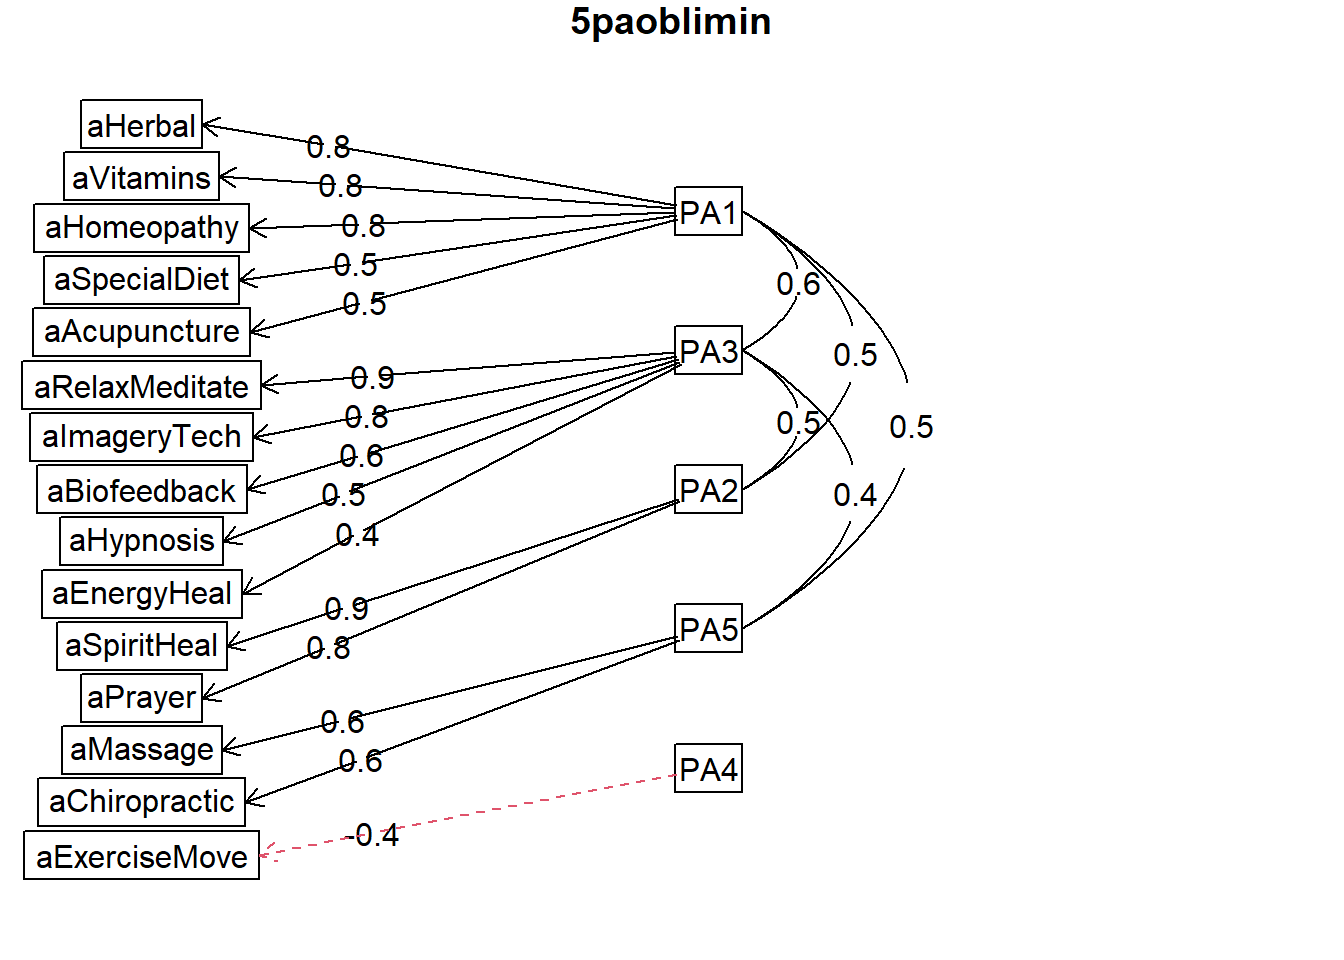 5paoblimin
aHerbal
aVitamins
aHomeopathy
aSpecialDiet
aAcupuncture
aRelaxMeditate
aImageryTech
aBiofeedback
aHypnosis
aEnergyHeal
aSpiritHeal
aPrayer
aMassage
aChiropractic
aExerciseMove
0.8
0.8
0.8
0.5
0.5
0.9
0.8
0.6
0.5
0.4
0.9
0.8
0.6
0.6
-0.4
PA1
PA3
PA2
PA5
PA4
0.6
0.5
0.5
0.5
0.4